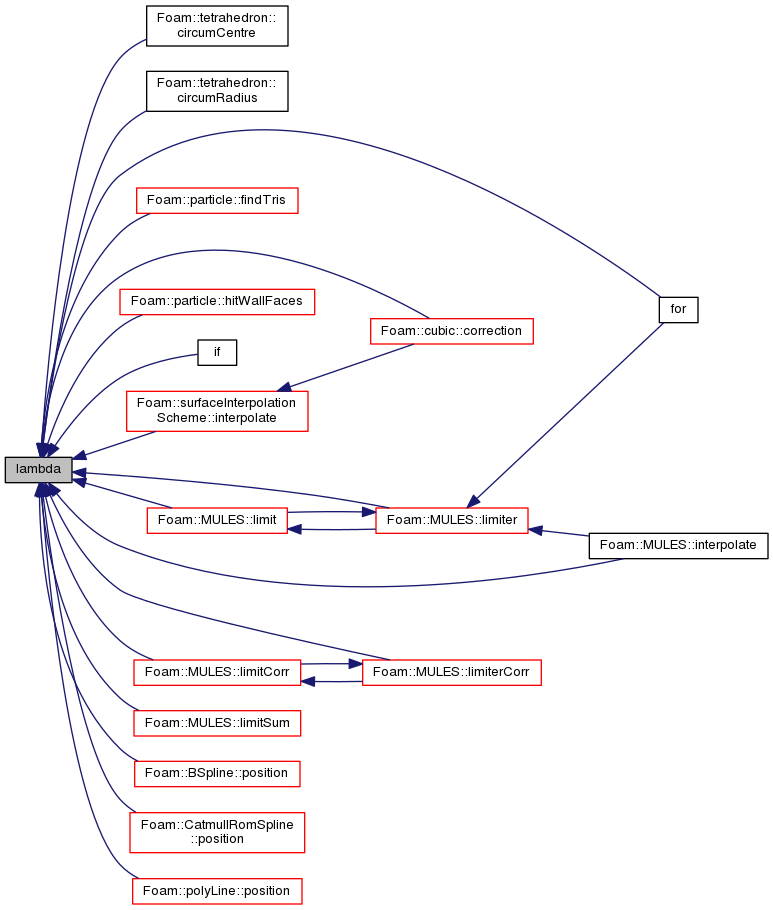 Foam::tetrahedron::
circumCentre
Foam::tetrahedron::
circumRadius
Foam::particle::findTris
Foam::particle::hitWallFaces
for
Foam::cubic::correction
if
Foam::surfaceInterpolation
Scheme::interpolate
lambda
Foam::MULES::limit
Foam::MULES::limiter
Foam::MULES::interpolate
Foam::MULES::limitCorr
Foam::MULES::limiterCorr
Foam::MULES::limitSum
Foam::BSpline::position
Foam::CatmullRomSpline
::position
Foam::polyLine::position